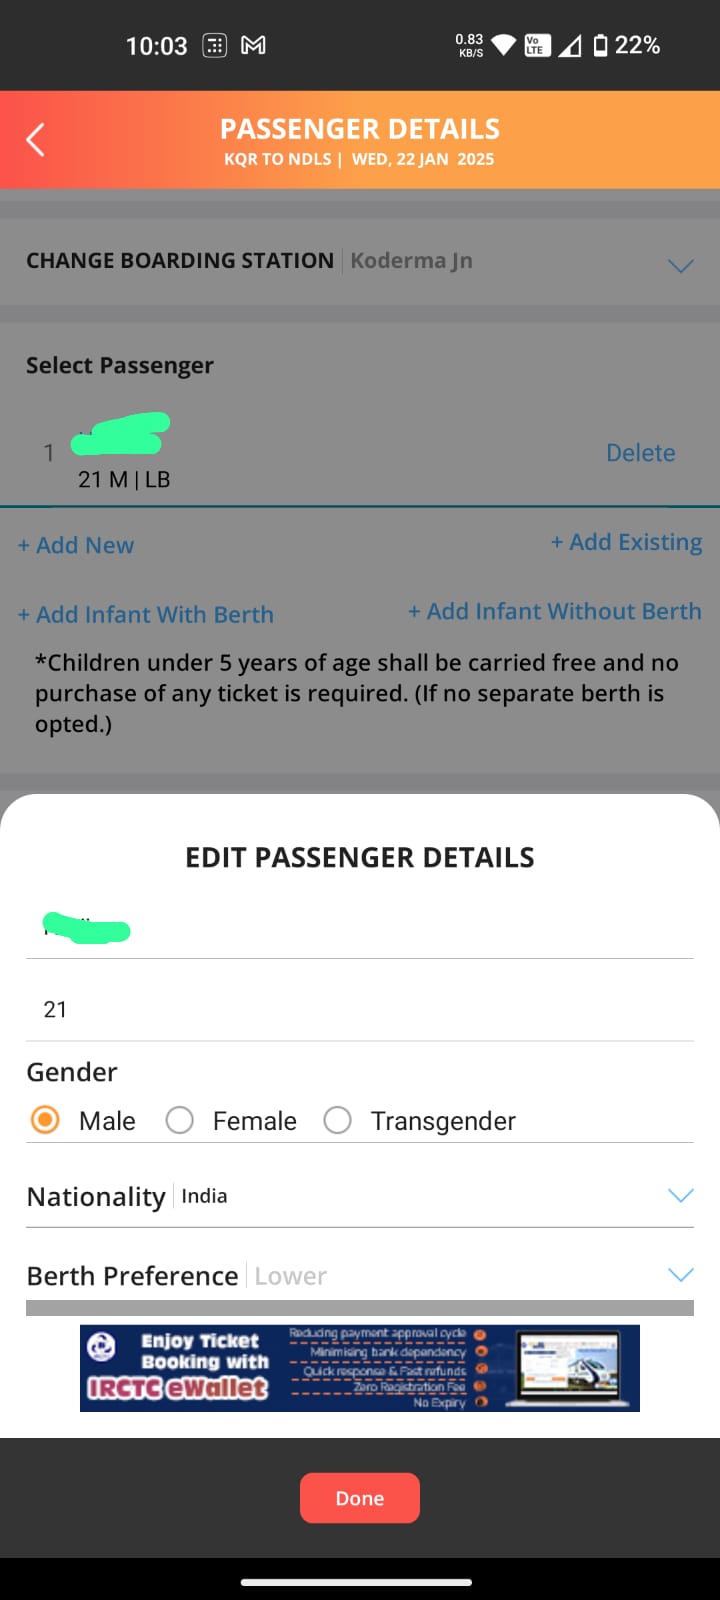 10:03
0.83 KB/S
Vo LTE
22%
PASSENGER DETAILS
KQR TO NDLS | WED, 22 JAN 2025
CHANGE BOARDING STATION | Koderma Jn
Select Passenger
1
Delete
21 M | LB
+ Add New
+ Add Existing
+ Add Infant With Berth
+ Add Infant Without Berth
*Children under 5 years of age shall be carried free and no
purchase of any ticket is required. (If no separate berth is
opted.)
EDIT PASSENGER DETAILS
21
Gender
Male Female Transgender
Nationality | India
Berth Preference | Lower
Enjoy Ticket
Booking with
IRCTC eWallet
Reducing payment approval cycle
Minimising bank dependency
Quick response & Fast refunds
Zero Registration Fee
No Expiry
Done